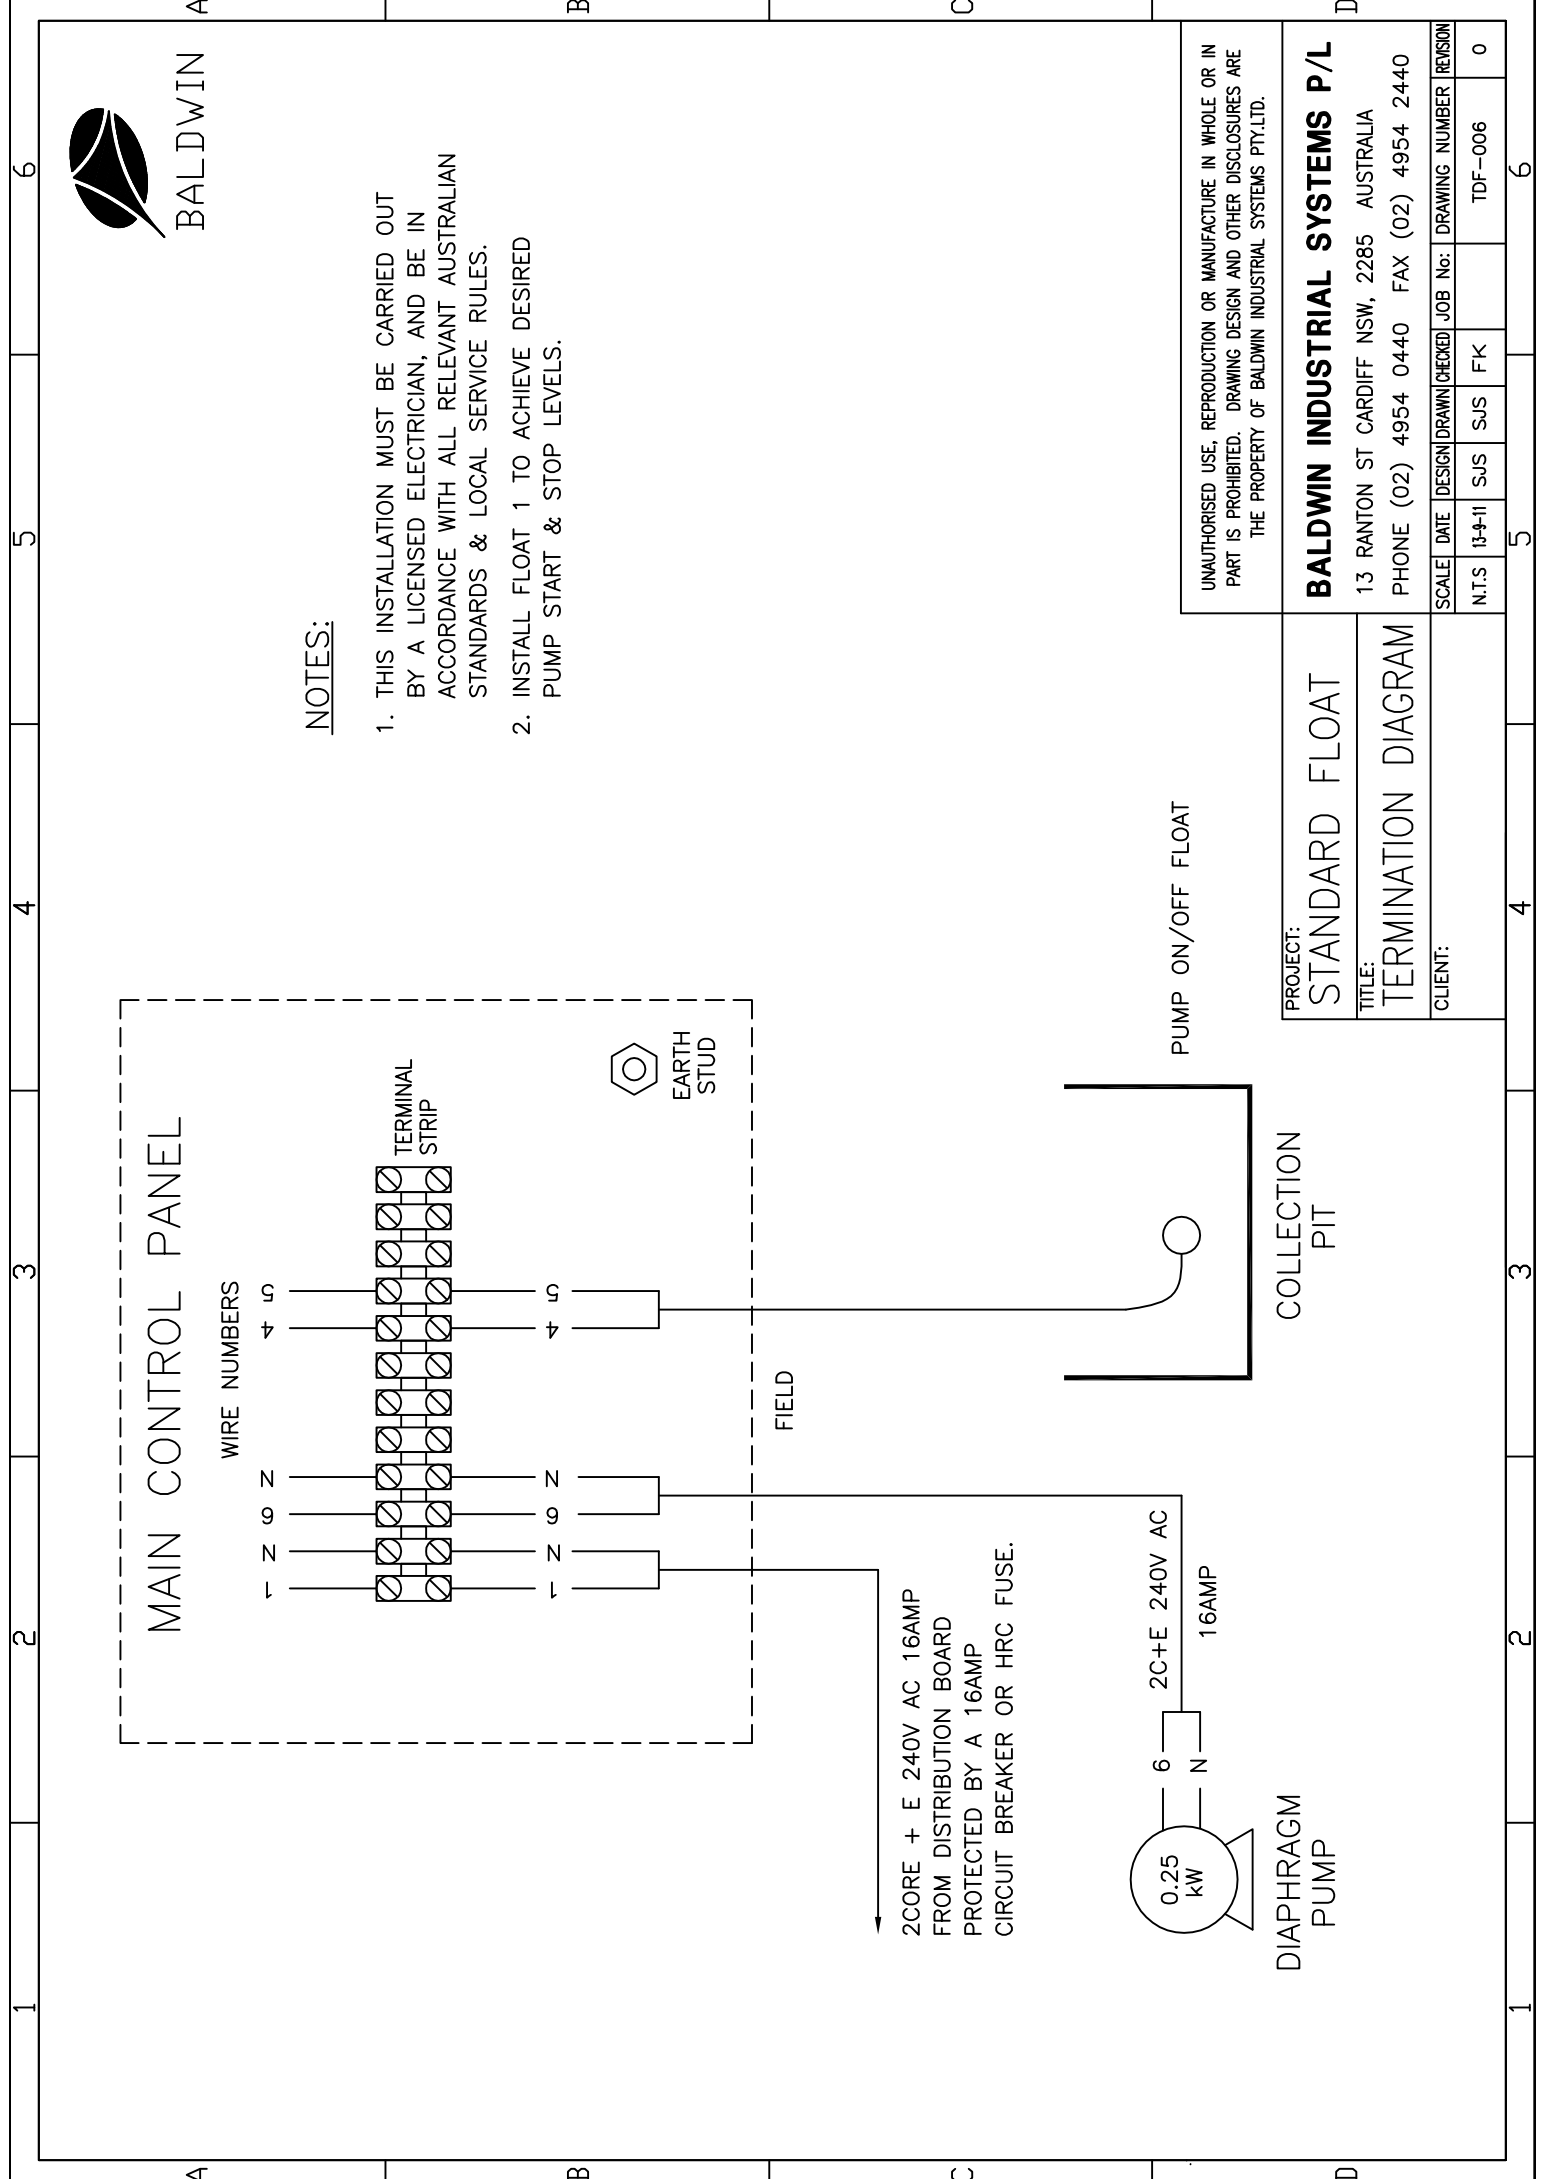 1 2 3 4 5 6
A
B
C
D
BALDWIN
MAIN CONTROL PANEL
WIRE NUMBERS
1 N 6 N 4 5
TERMINAL
STRIP
1 N 6 N 4 5
EARTH
STUD
FIELD
NOTES:
1. THIS INSTALLATION MUST BE CARRIED OUT
BY A LICENSED ELECTRICIAN, AND BE IN
ACCORDANCE WITH ALL RELEVANT AUSTRALIAN
STANDARDS & LOCAL SERVICE RULES.
2. INSTALL FLOAT 1 TO ACHIEVE DESIRED
PUMP START & STOP LEVELS.
2CORE + E 240V AC 16AMP
FROM DISTRIBUTION BOARD
PROTECTED BY A 16AMP
CIRCUIT BREAKER OR HRC FUSE.
2C+E 240V AC
16AMP
6
N
0.25
kW
DIAPHRAGM
PUMP
PUMP ON/OFF FLOAT
COLLECTION
PIT
UNAUTHORISED USE, REPRODUCTION OR MANUFACTURE IN WHOLE OR IN
PART IS PROHIBITED. DRAWING DESIGN AND OTHER DISCLOSURES ARE
THE PROPERTY OF BALDWIN INDUSTRIAL SYSTEMS PTY.LTD.
PROJECT:
STANDARD FLOAT
TITLE:
TERMINATION DIAGRAM
CLIENT:
BALDWIN INDUSTRIAL SYSTEMS P/L
13 RANTON ST CARDIFF NSW, 2285 AUSTRALIA
PHONE (02) 4954 0440 FAX (02) 4954 2440
SCALE DATE DESIGN DRAWN CHECKED JOB No: DRAWING NUMBER REVISION
N.T.S 13-9-11 SJS SJS FK TDF-006 0
A
B
C
D
1 2 3 4 5 6